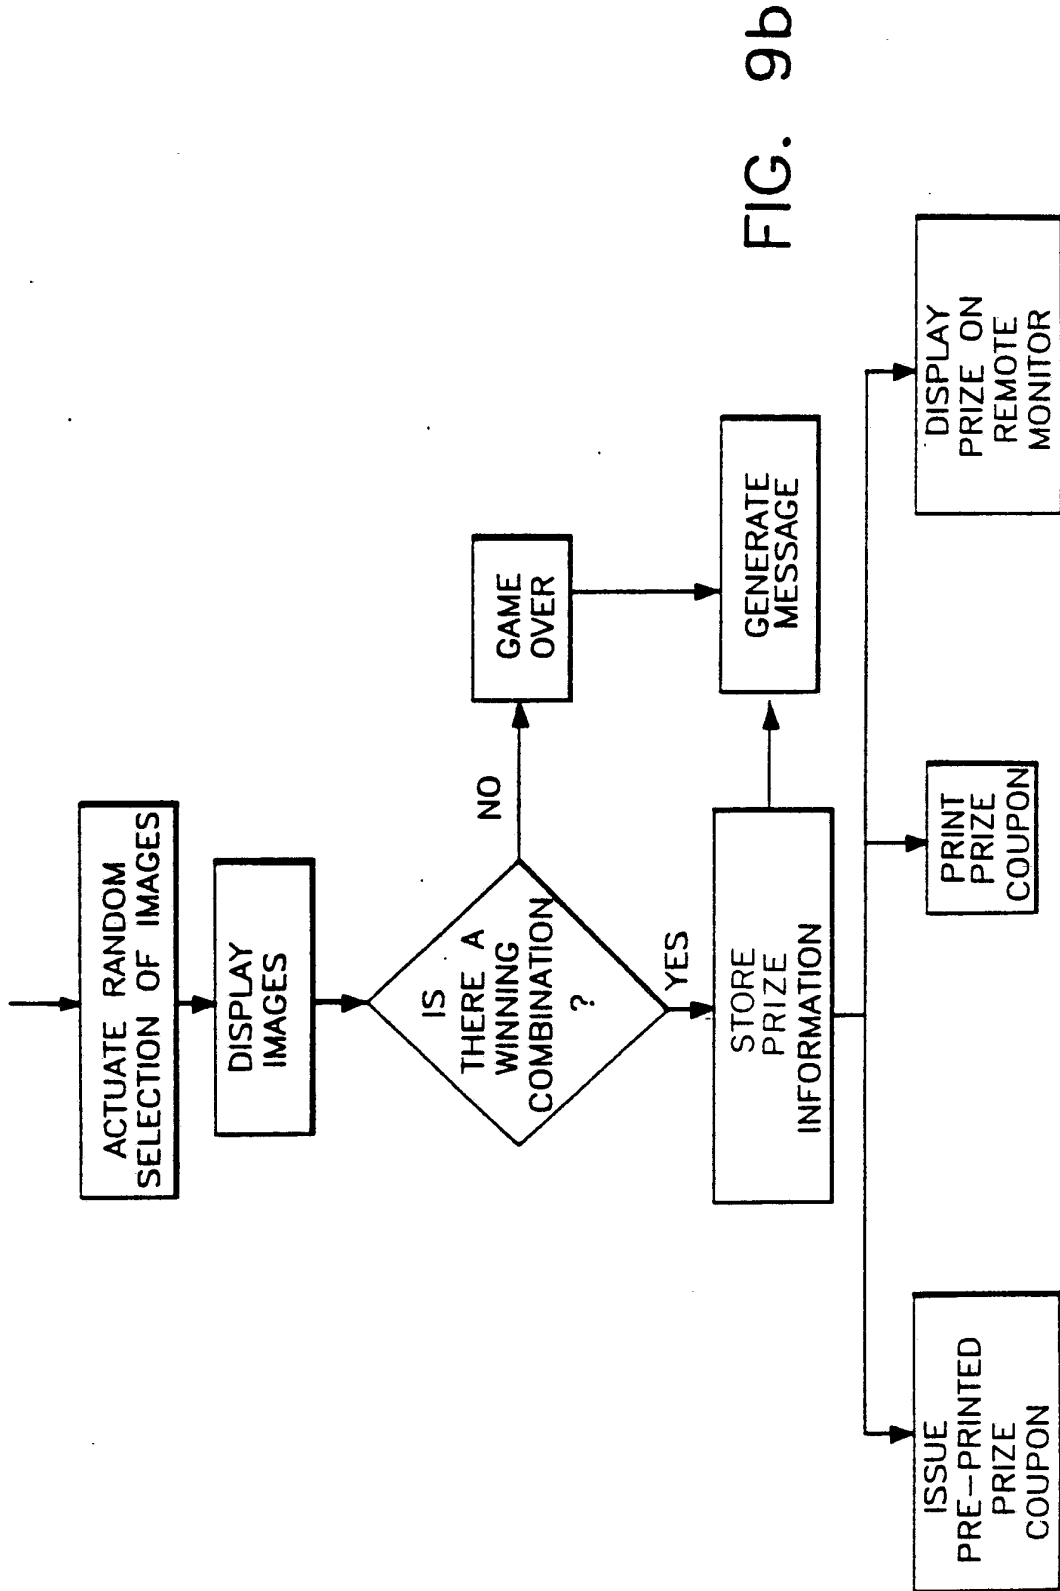 ACTUATE RANDOM
SELECTION OF IMAGES
DISPLAY
IMAGES
IS
THERE A
WINNING
COMBINATION
?
NO
GAME
OVER
YES
STORE
PRIZE
INFORMATION
GENERATE
MESSAGE
ISSUE
PRE-PRINTED
PRIZE
COUPON
PRINT
PRIZE
COUPON
DISPLAY
PRIZE ON
REMOTE
MONITOR
FIG. 9b